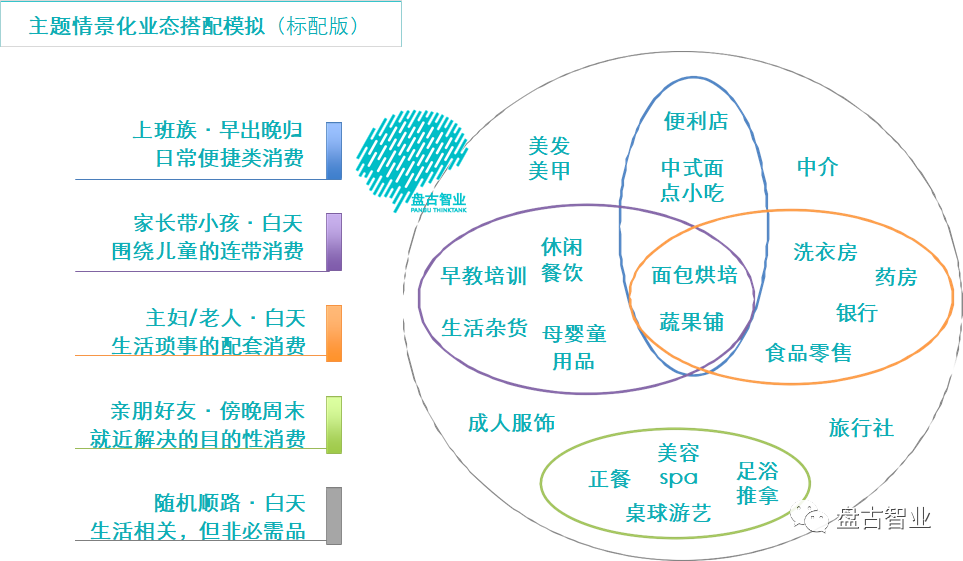 主题情景化业态搭配模拟（标配版）
上班族·早出晚归
日常便捷类消费
家长带小孩·白天
围绕儿童的连带消费
主妇/老人·白天
生活琐事的配套消费
亲朋好友·傍晚周末
就近解决的目的性消费
随机顺路·白天
生活相关，但非必需品
盘古智业
PANGU THINKTANK
便利店
美发
美甲
中式面
点小吃
中介
休闲
餐饮
早教培训
面包烘培
洗衣房
药房
生活杂货
母婴童
用品
蔬果铺
银行
食品零售
成人服饰
旅行社
正餐
美容
spa
足浴
推拿
桌球游艺
盘古智业